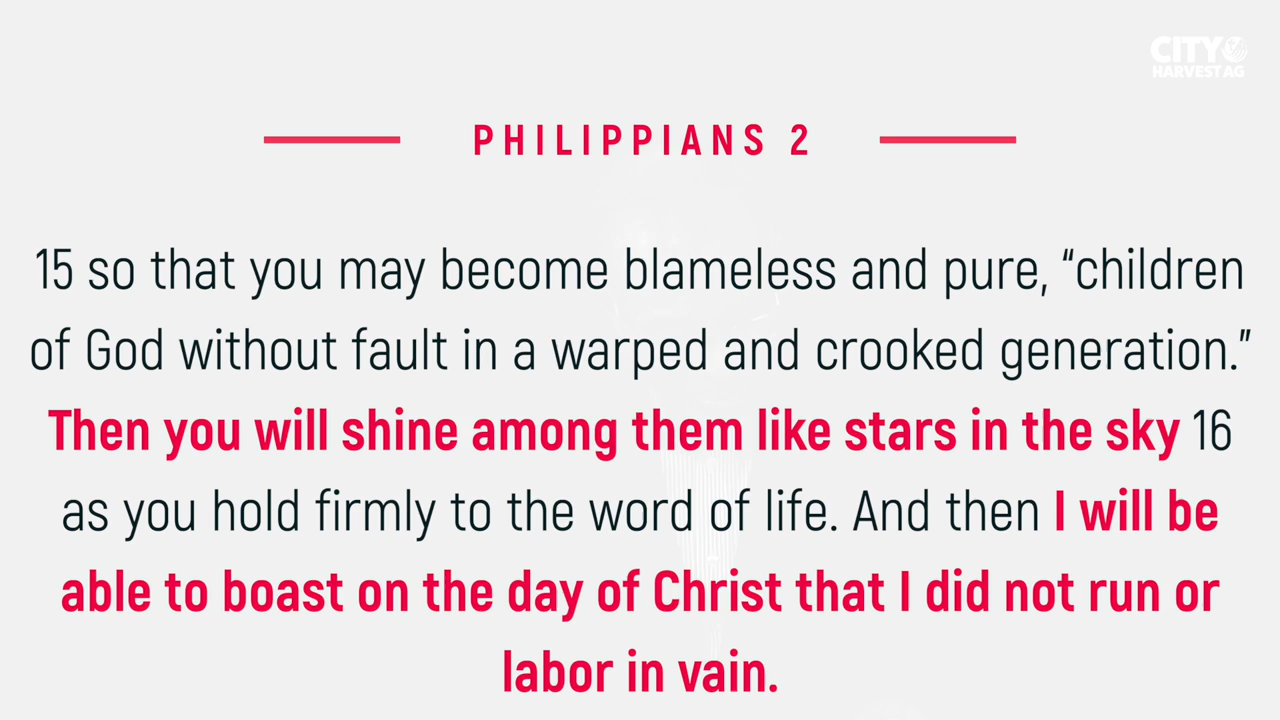 CITY
HARVEST AG
PHILIPPIANS 2
15 so that you may become blameless and pure, “children
of God without fault in a warped and crooked generation.”
Then you will shine among them like stars in the sky 16
as you hold firmly to the word of life. And then I will be
able to boast on the day of Christ that I did not run or
labor in vain.